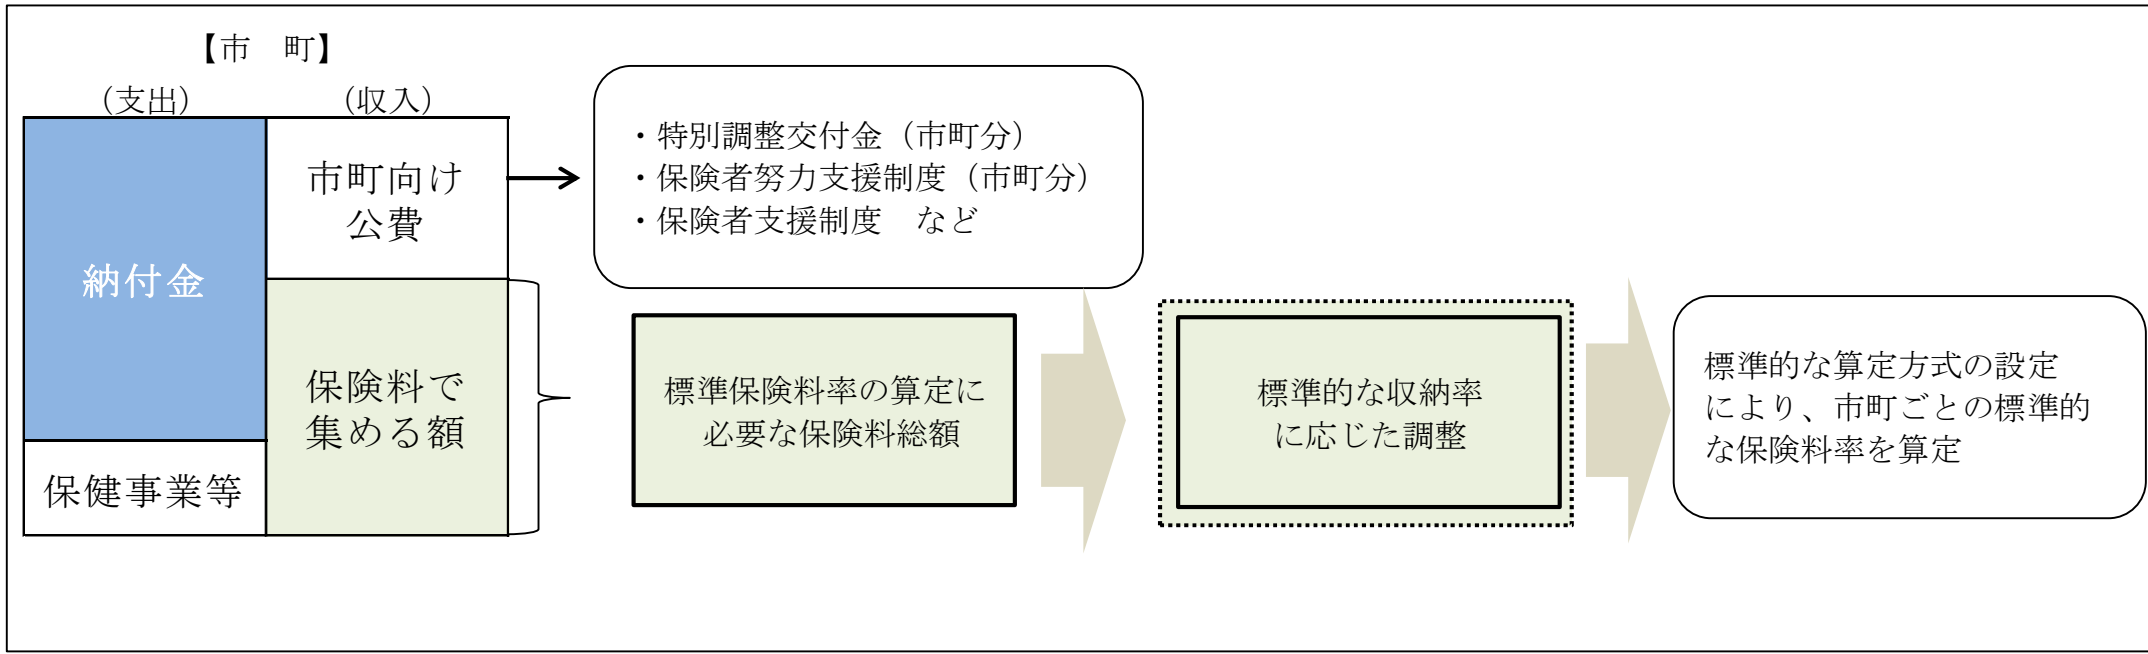 【市　町】
（支出）
（収入）
納付金
保健事業等
市町向け
公費
保険料で
集める額
・特別調整交付金（市町分）
・保険者努力支援制度（市町分）
・保険者支援制度　など
標準保険料率の算定に
必要な保険料総額
標準的な収納率
に応じた調整
標準的な算定方式の設定
により、市町ごとの標準的
な保険料率を算定